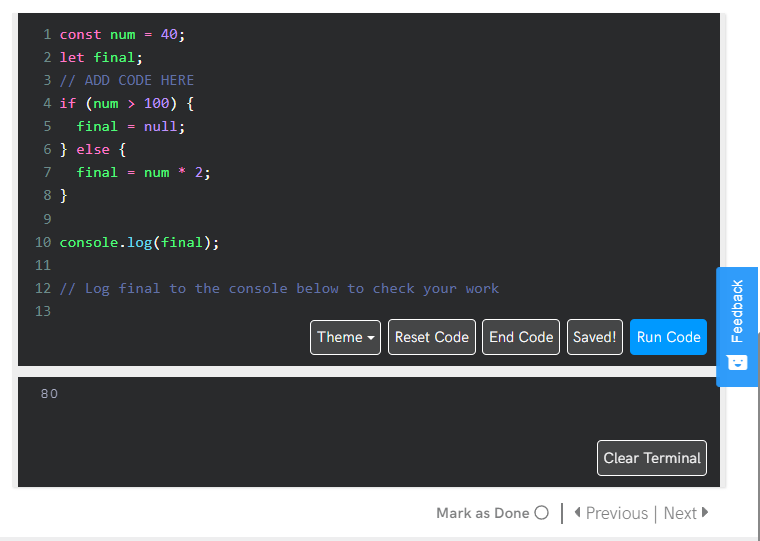 1 const num = 40;
2 let final;
3 // ADD CODE HERE
4 if (num > 100) {
5   final = null;
6 } else {
7   final = num * 2;
8 }
9
10 console.log(final);
11
12 // Log final to the console below to check your work
13
Theme Reset Code End Code Saved! Run Code
Feedback
80
Clear Terminal
Mark as Done | Previous | Next